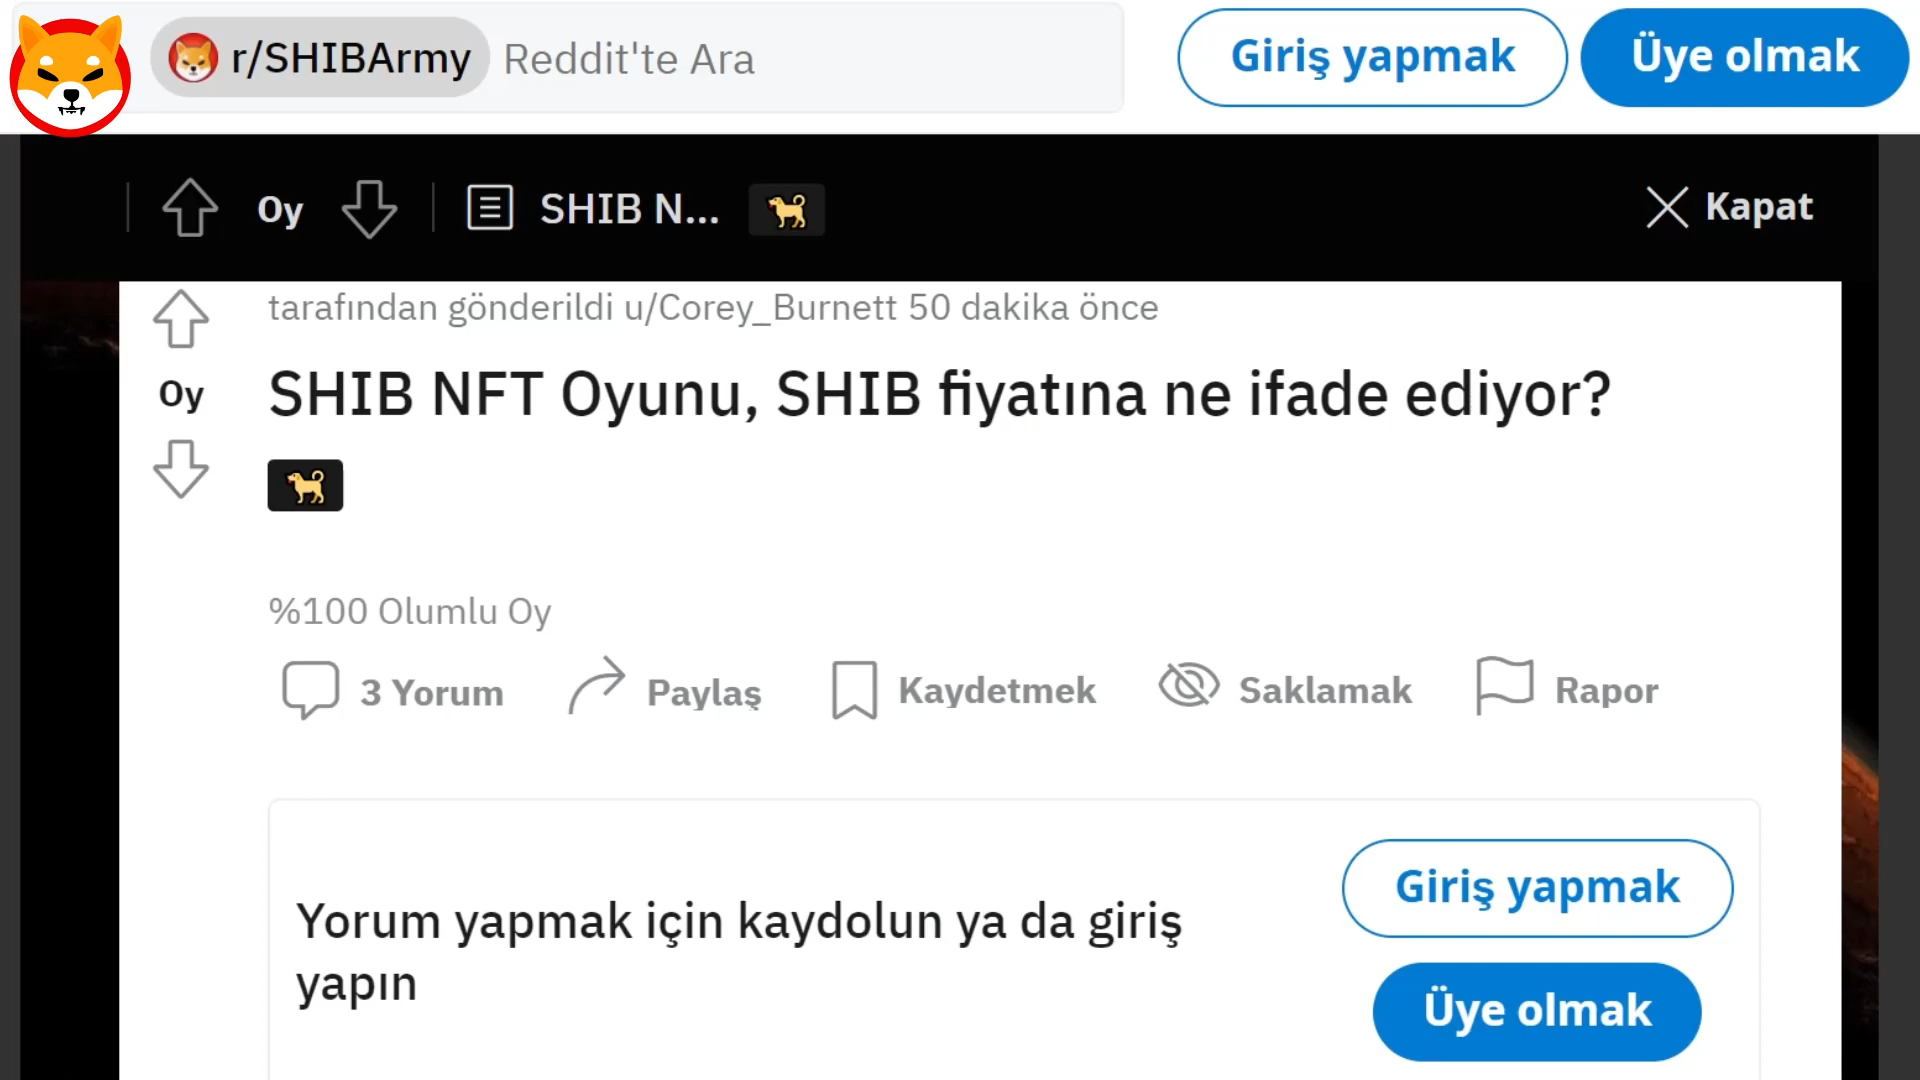 r/SHIBArmy Reddit'te Ara Giriş yapmak Üye olmak
Oy SHIB N... Kapat
tarafından gönderildi u/Corey_Burnett 50 dakika önce
Oy SHIB NFT Oyunu, SHIB fiyatına ne ifade ediyor?
%100 Olumlu Oy
3 Yorum Paylaş Kaydetmek Saklamak Rapor
Yorum yapmak için kaydolun ya da giriş
yapın
Giriş yapmak
Üye olmak